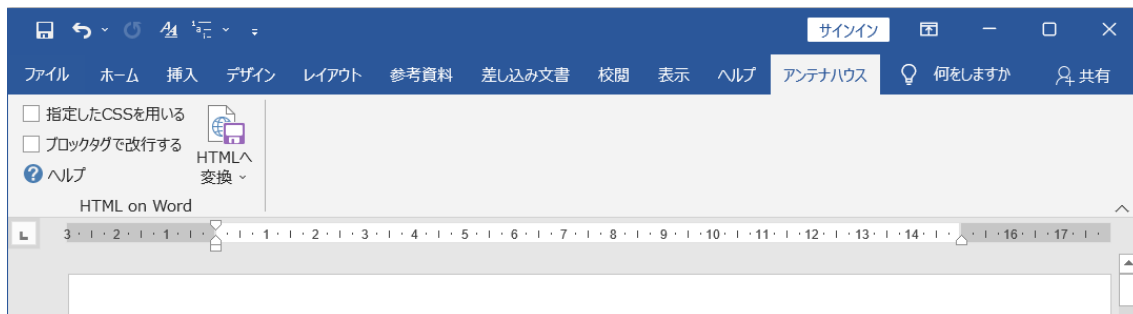 サインイン
ファイル ホーム 挿入 デザイン レイアウト 参考資料 差し込み文書 校閲 表示 ヘルプ アンテナハウス 何をしますか 共有
指定したCSSを用いる
ブロックタグで改行する
ヘルプ
HTMLへ
変換
HTML on Word
3 2 1 1 2 3 4 5 6 7 8 9 10 11 12 13 14 16 17